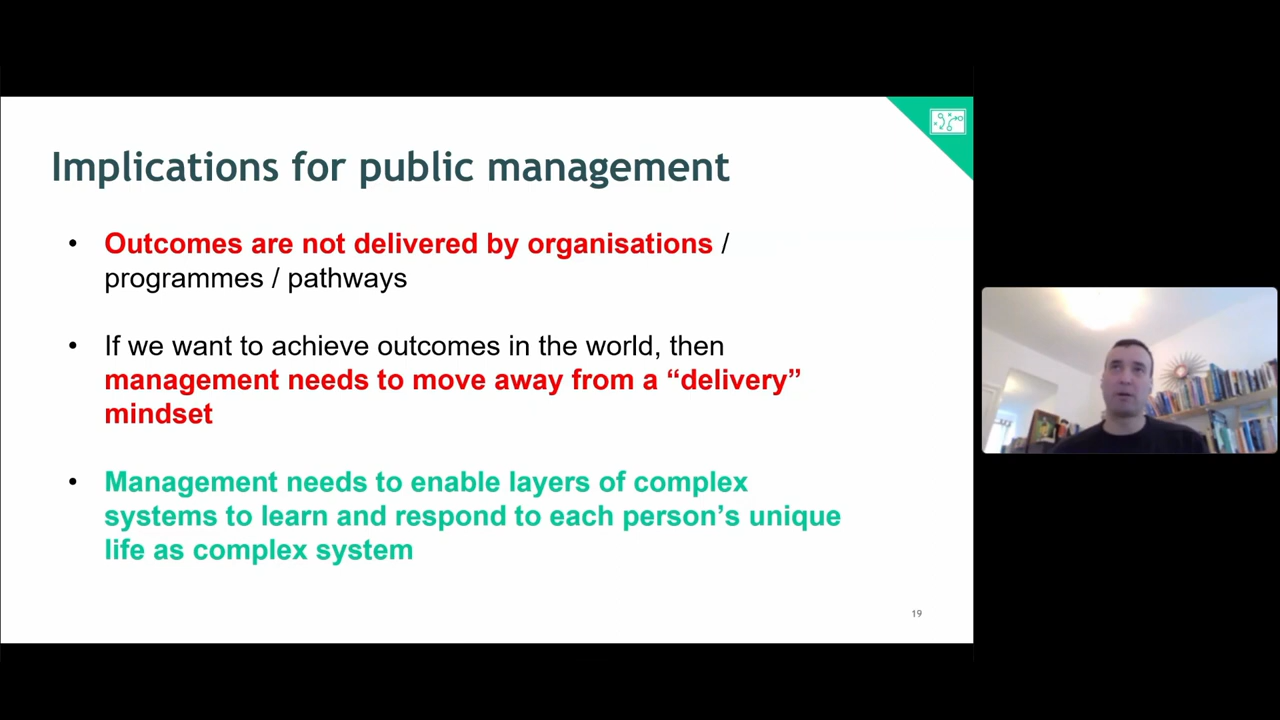 Implications for public management
• Outcomes are not delivered by organisations /
programmes / pathways
• If we want to achieve outcomes in the world, then
management needs to move away from a “delivery”
mindset
• Management needs to enable layers of complex
systems to learn and respond to each person’s unique
life as complex system
19